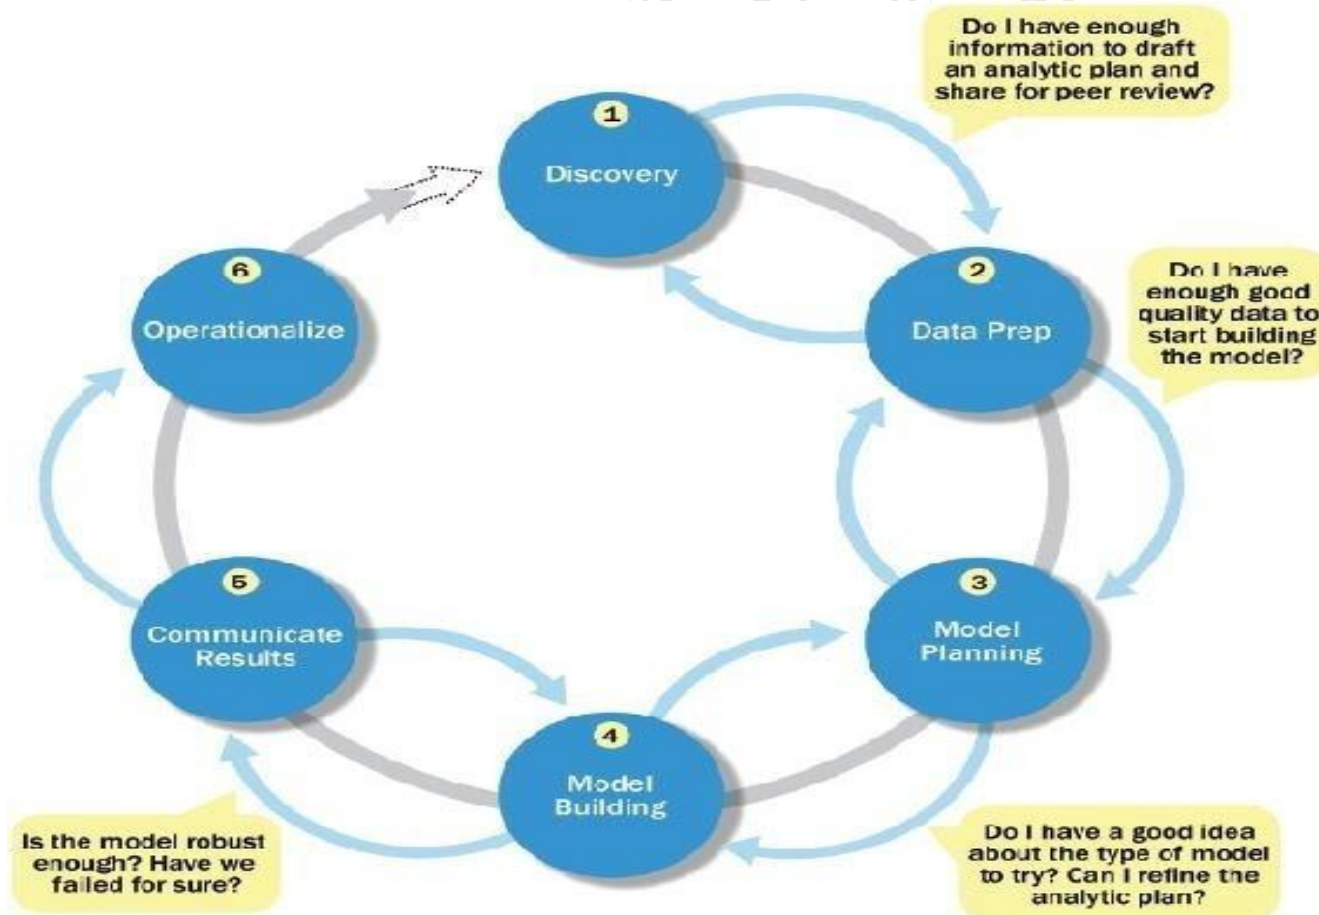 Do I have enough
information to draft
an analytic plan and
share for peer review?
1
Discovery
2
Data Prep
Do I have
enough good
quality data to
start building
the model?
3
Model
Planning
Do I have a good idea
about the type of model
to try? Can I refine the
analytic plan?
4
Model
Building
Is the model robust
enough? Have we
failed for sure?
5
Communicate
Results
6
Operationalize